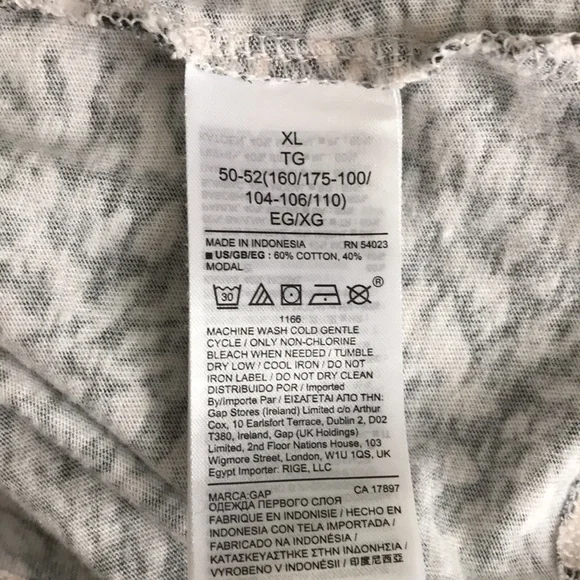 XL
TG
50-52(160/175-100/
104-106/110)
EG/XG
MADE IN INDONESIA RN 54023
■ US/GB/EG : 60% COTTON, 40%
MODAL
30
®
1166
MACHINE WASH COLD GENTLE
CYCLE / ONLY NON-CHLORINE
BLEACH WHEN NEEDED / TUMBLE
DRY LOW / COOL IRON / DO NOT
IRON LABEL / DO NOT DRY CLEAN
DISTRIBUIDO POR / Imported
By/Importe Par / ΕΙΣΑΓΕΤΑΙ ΑΠΟ ΤΗΝ:
Gap Stores (Ireland) Limited c/o Arthur
Cox, 10 Earlsfort Terrace, Dublin 2, D02
T380, Ireland, Gap (UK Holdings)
Limited, 2nd Floor Nations House, 103
Wigmore Street, London, W1U 1QS, UK
Egypt Importer: RIGE, LLC
MARCA:GAP CA 17897
ОДЕЖДА ПЕРВОГО СЛОЯ
FABRIQUE EN INDONISIE / HECHO EN
INDONESIA CON TELA IMPORTADA /
FABRICADO NA INDONÉSIA /
ΚΑΤΑΣΚΕΥΑΣΤΗΚΕ ΣΤΗΝ ΙΝΔΟΝΗΣΙΑ /
VYROBENO V INDONÉSII / 印度尼西亚